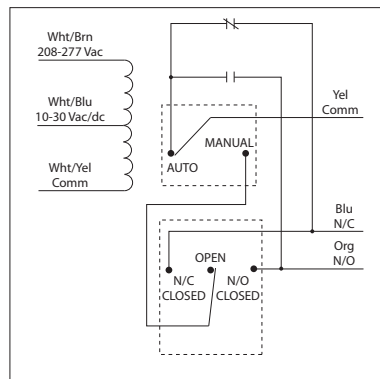 Wht/Brn
208-277 Vac
Wht/Blu
10-30 Vac/dc
Wht/Yel
Comm
Yel
Comm
MANUAL
AUTO
Blu
N/C
Org
N/O
OPEN
N/C
CLOSED
N/O
CLOSED